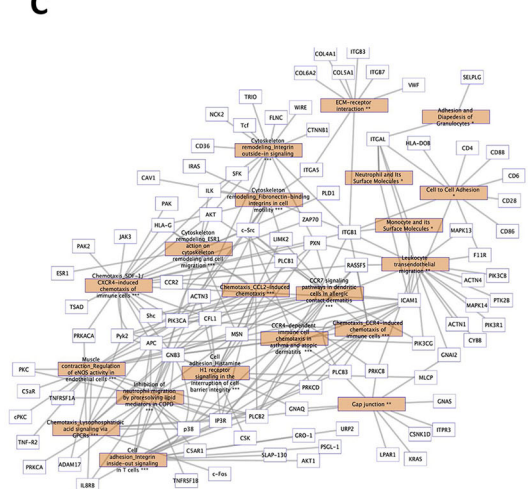 C
COL4A1
ITGB3
COL6A2
COL5A1
ITGB7
VWF
SELPLG
TRIO
WIRE
ECM-receptor
interaction **
Adhesion and
Diapedesis of
Granulocytes *
NCK2
Tcf
FLNC
CTNNB1
ITGAL
HLA-DOB
CD4
CD88
CD36
Cytoskeleton
remodeling_Integrin
outside-in signaling
***
IRAS
SFK
ITGA5
CD6
CAV1
ILK
Cytoskeleton
remodeling_Fibronectin-binding
integrins in cell
mobility ***
PLD1
Neutrophil and Its
Surface Molecules *
Cell to Cell Adhesion
*
CD28
PAK
AKT
HLA-G
c-Src
ZAP70
ITGB1
Monocyte and its
Surface Molecules *
MAPK13
CD86
JAK3
PAK2
Cytoskeleton
remodeling_ESR1
action on
cytoskeleton
remodeling and cell
migration ***
LIMK2
PXN
PLCB1
RASSF5
Leukocyte
transendothelial
migration **
F11R
PIK3CB
ACTN4
ESR1
Chemotaxis_SDF-1/
CXCR4-induced
chemotaxis of
immune cells ***
CCR2
ACTN3
Chemotaxis_CCL2-induced
chemotaxis ***
CCR7 signaling
pathways in dendritic
cells in allergic
contact dermatitis
***
ICAM1
MAPK14
PTK2B
TSAD
Shc
PIK3CA
CFL1
MSN
CCR4-dependent
immune cell
chemotaxis in
asthma and atopic
dermatitis ***
Chemotaxis_CCR4-induced
chemotaxis of
immune cells ***
ACTN1
PIK3R1
CYBB
PRKACA
Pyk2
APC
GNB3
PIK3CG
GNAI2
PKC
Muscle
contraction_Regulation
of eNOS activity in
endothelial cells ***
Cell
adhesion_Histamine
H1 receptor
signaling in the
interruption of cell
barrier integrity ***
PLCB3
PRKCB
MLCP
C5aR
TNFRSF1A
Inhibition of
neutrophil migration
by proresolving lipid
mediators in COPD
***
PRKCD
cPKC
IP3R
PLCB2
GNAQ
Gap junction **
GNAS
Chemotaxis_Lysophosphatidic
acid signaling via
GPCRs ***
p38
CSK
GRO-1
URP2
CSNK1D
ITPR3
TNF-R2
C5AR1
SLAP-130
PSGL-1
AKT1
LPAR1
KRAS
PRKCA
ADAM17
Cell
adhesion_Integrin
inside-out signaling
in T cells ***
c-Fos
IL8RB
TNFRSF1B